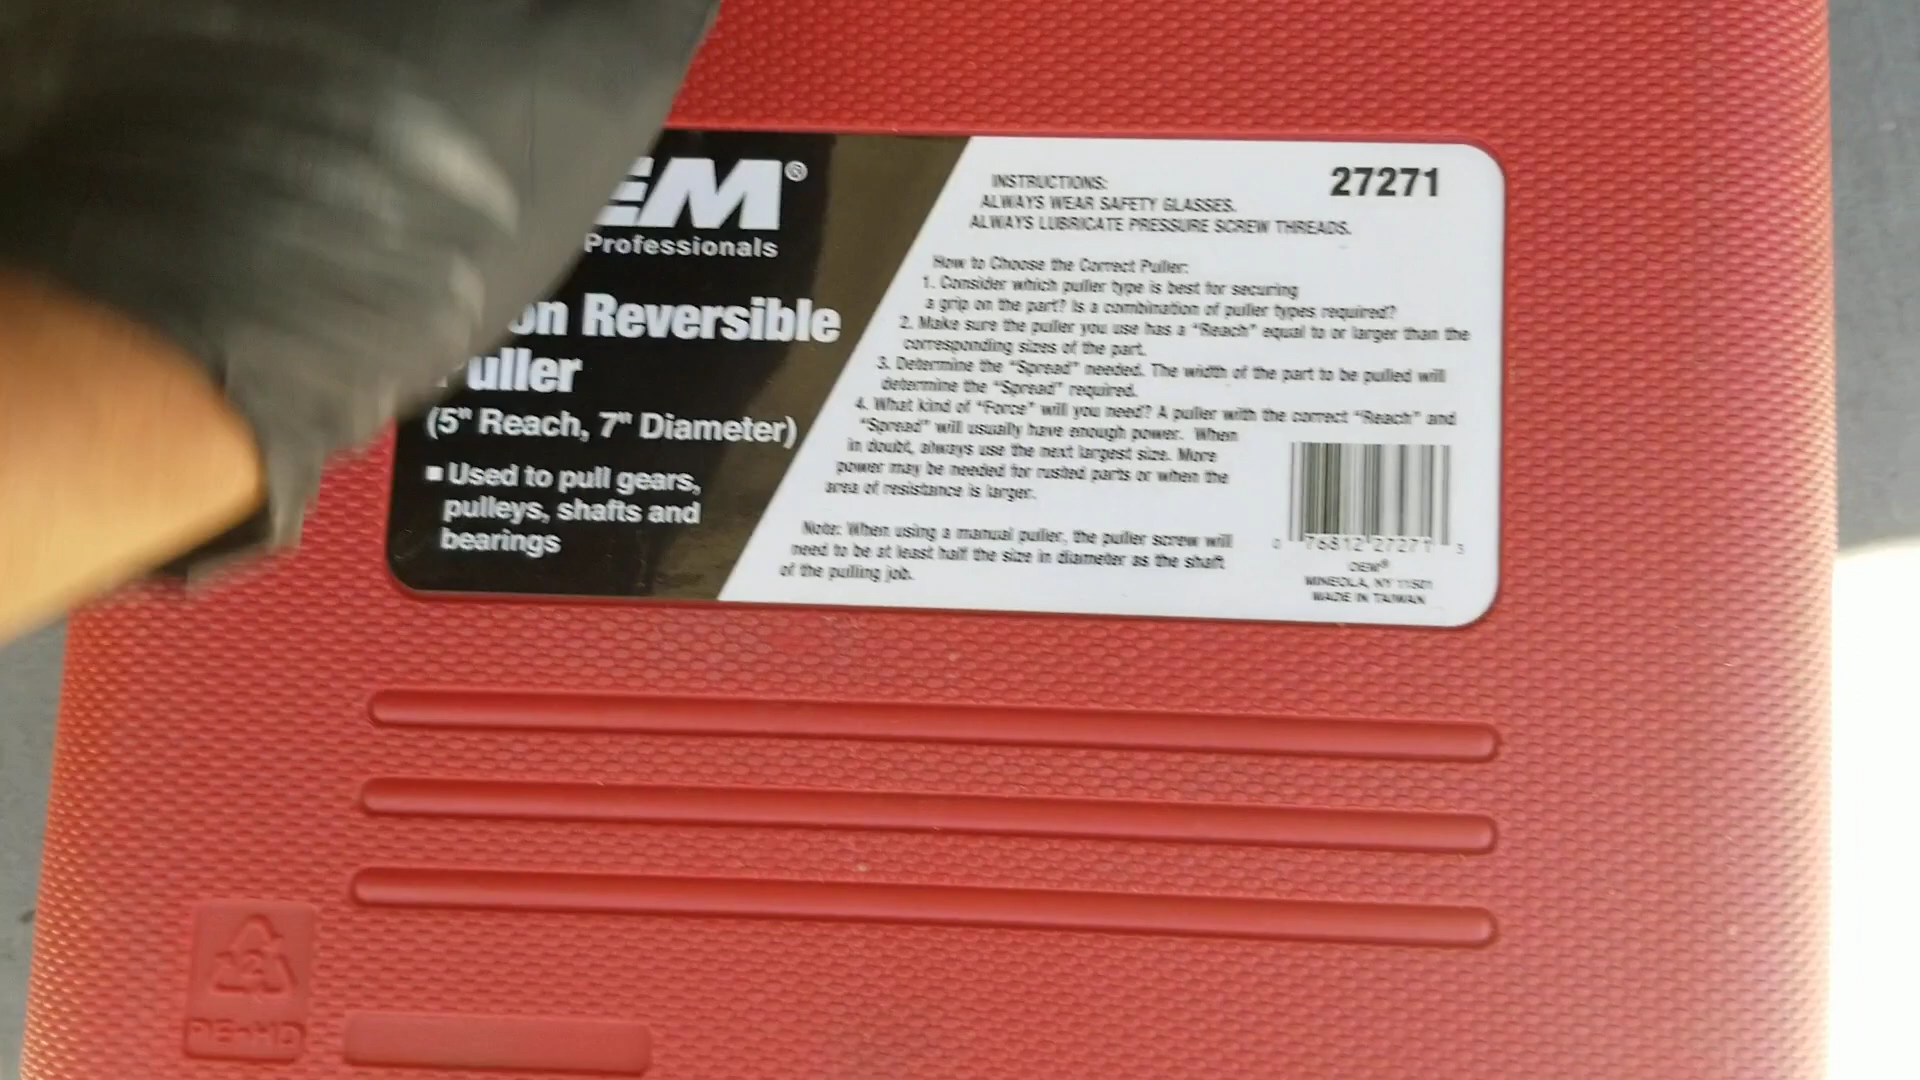 EM®
Professionals
on Reversible
uller
(5" Reach, 7" Diameter)
■ Used to pull gears,
pulleys, shafts and
bearings
27271
INSTRUCTIONS:
ALWAYS WEAR SAFETY GLASSES.
ALWAYS LUBRICATE PRESSURE SCREW THREADS.
How to Choose the Correct Puller:
1. Consider which puller type is best for securing
a grip on the part? Is a combination of puller types required?
2. Make sure the puller you use has a "Reach" equal to or larger than the
corresponding sizes of the part.
3. Determine the "Spread" needed. The width of the part to be pulled will
determine the "Spread" required.
4. What kind of "Force" will you need? A puller with the correct "Reach" and
"Spread" will usually have enough power. When
in doubt, always use the next largest size. More
power may be needed for rusted parts or when the
area of resistance is larger.
Note: When using a manual puller, the puller screw will
need to be at least half the size in diameter as the shaft
of the pulling job.
0 76812 27271 3
OEM®
MINEOLA, NY 11501
MADE IN TAIWAN